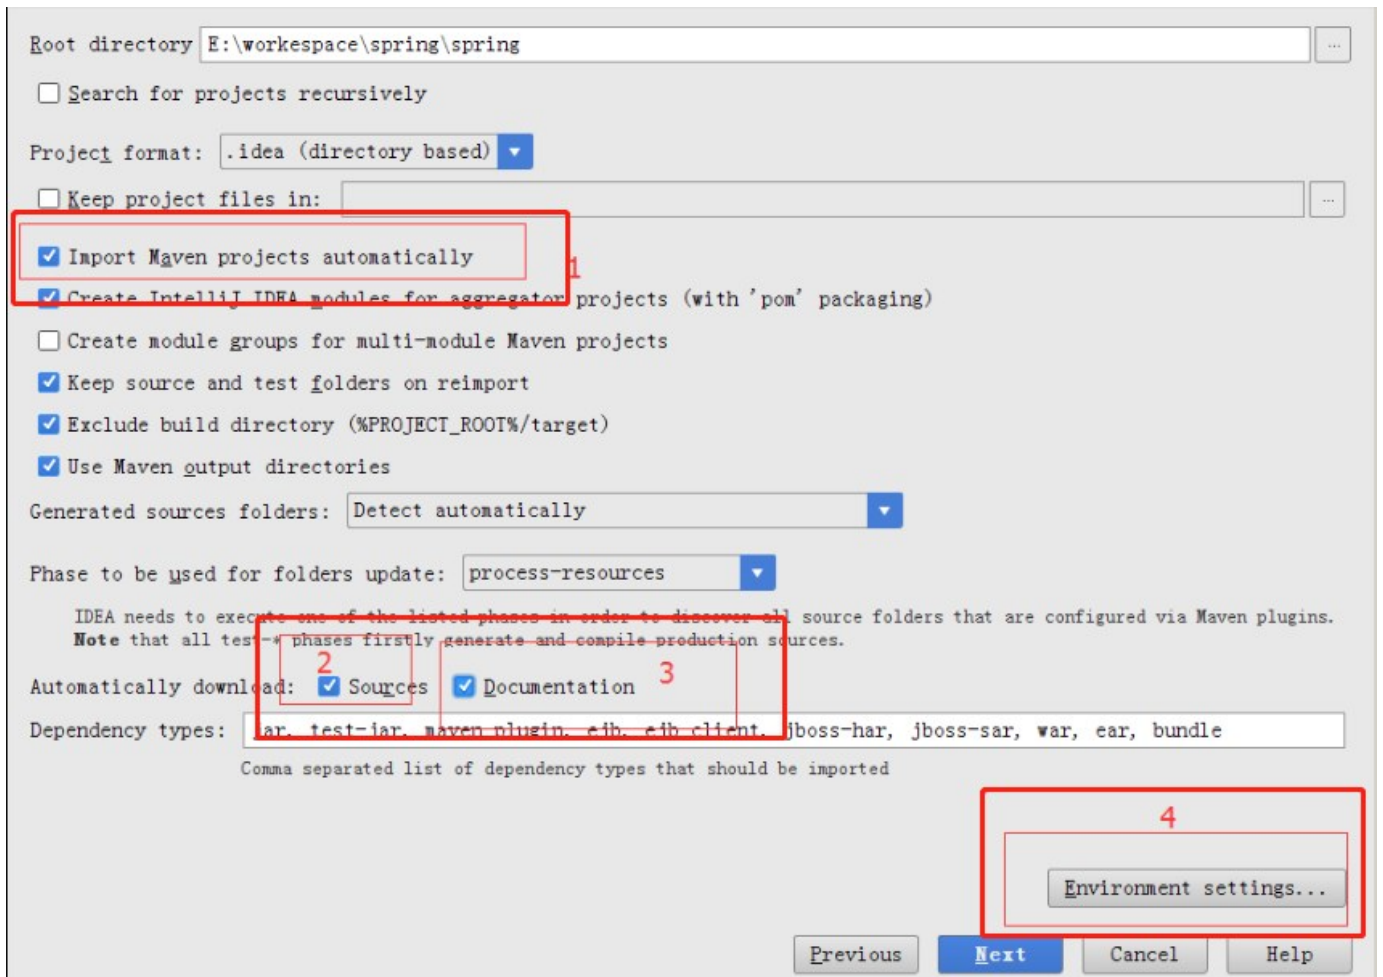 Root directory E:\workespace\spring\spring ...
Search for projects recursively
Project format: .idea (directory based)
Keep project files in: ...
Import Maven projects automatically
1
Create IntelliJ IDEA modules for aggregator projects (with 'pom' packaging)
Create module groups for multi-module Maven projects
Keep source and test folders on reimport
Exclude build directory (%PROJECT_ROOT%/target)
Use Maven output directories
Generated sources folders: Detect automatically
Phase to be used for folders update: process-resources
IDEA needs to execute one of the listed phases in order to discover all source folders that are configured via Maven plugins.
Note that all test-* phases firstly generate and compile production sources.
2 3
Automatically download: Sources Documentation
Dependency types: jar, test-jar, maven-plugin, ejb, ejb-client, jboss-har, jboss-sar, war, ear, bundle
Comma separated list of dependency types that should be imported
4
Environment settings...
Previous Next Cancel Help